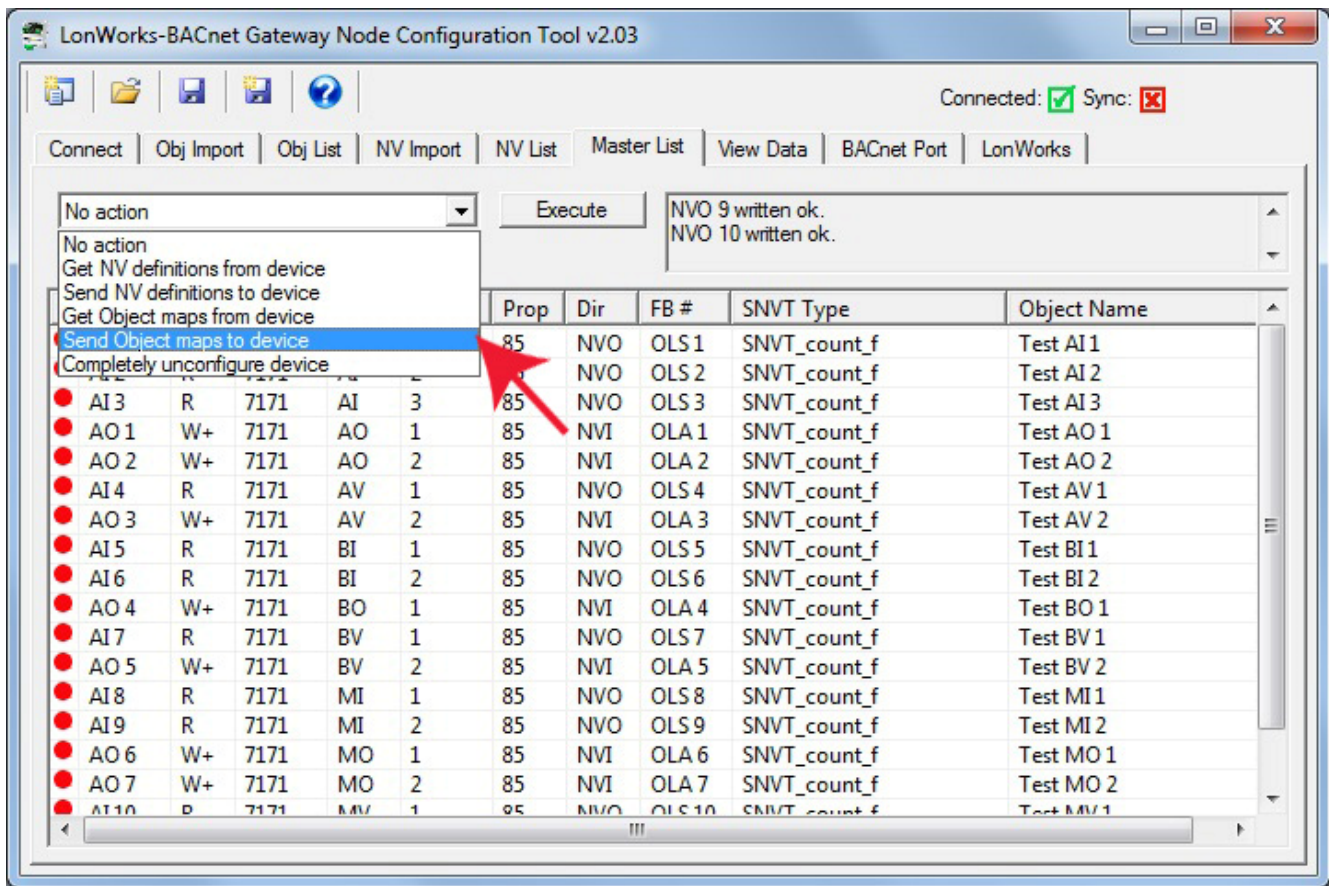 LonWorks-BACnet Gateway Node Configuration Tool v2.03
Connected: Sync:
Connect Obj Import Obj List NV Import NV List Master List View Data BACnet Port LonWorks
No action Execute NVO 9 written ok.
NVO 10 written ok.
No action
Get NV definitions from device
Send NV definitions to device
Get Object maps from device
Send Object maps to device
Completely unconfigure device
Prop Dir FB # SNVT Type Object Name
85 NVO OLS 1 SNVT_count_f Test AI 1
NVO OLS 2 SNVT_count_f Test AI 2
AI 3 R 7171 AI 3 85 NVO OLS 3 SNVT_count_f Test AI 3
AO 1 W+ 7171 AO 1 85 NVI OLA 1 SNVT_count_f Test AO 1
AO 2 W+ 7171 AO 2 85 NVI OLA 2 SNVT_count_f Test AO 2
AI 4 R 7171 AV 1 85 NVO OLS 4 SNVT_count_f Test AV 1
AO 3 W+ 7171 AV 2 85 NVI OLA 3 SNVT_count_f Test AV 2
AI 5 R 7171 BI 1 85 NVO OLS 5 SNVT_count_f Test BI 1
AI 6 R 7171 BI 2 85 NVO OLS 6 SNVT_count_f Test BI 2
AO 4 W+ 7171 BO 1 85 NVI OLA 4 SNVT_count_f Test BO 1
AI 7 R 7171 BV 1 85 NVO OLS 7 SNVT_count_f Test BV 1
AO 5 W+ 7171 BV 2 85 NVI OLA 5 SNVT_count_f Test BV 2
AI 8 R 7171 MI 1 85 NVO OLS 8 SNVT_count_f Test MI 1
AI 9 R 7171 MI 2 85 NVO OLS 9 SNVT_count_f Test MI 2
AO 6 W+ 7171 MO 1 85 NVI OLA 6 SNVT_count_f Test MO 1
AO 7 W+ 7171 MO 2 85 NVI OLA 7 SNVT_count_f Test MO 2
AI 10 R 7171 MV 1 85 NVO OLS 10 SNVT_count_f Test MV 1